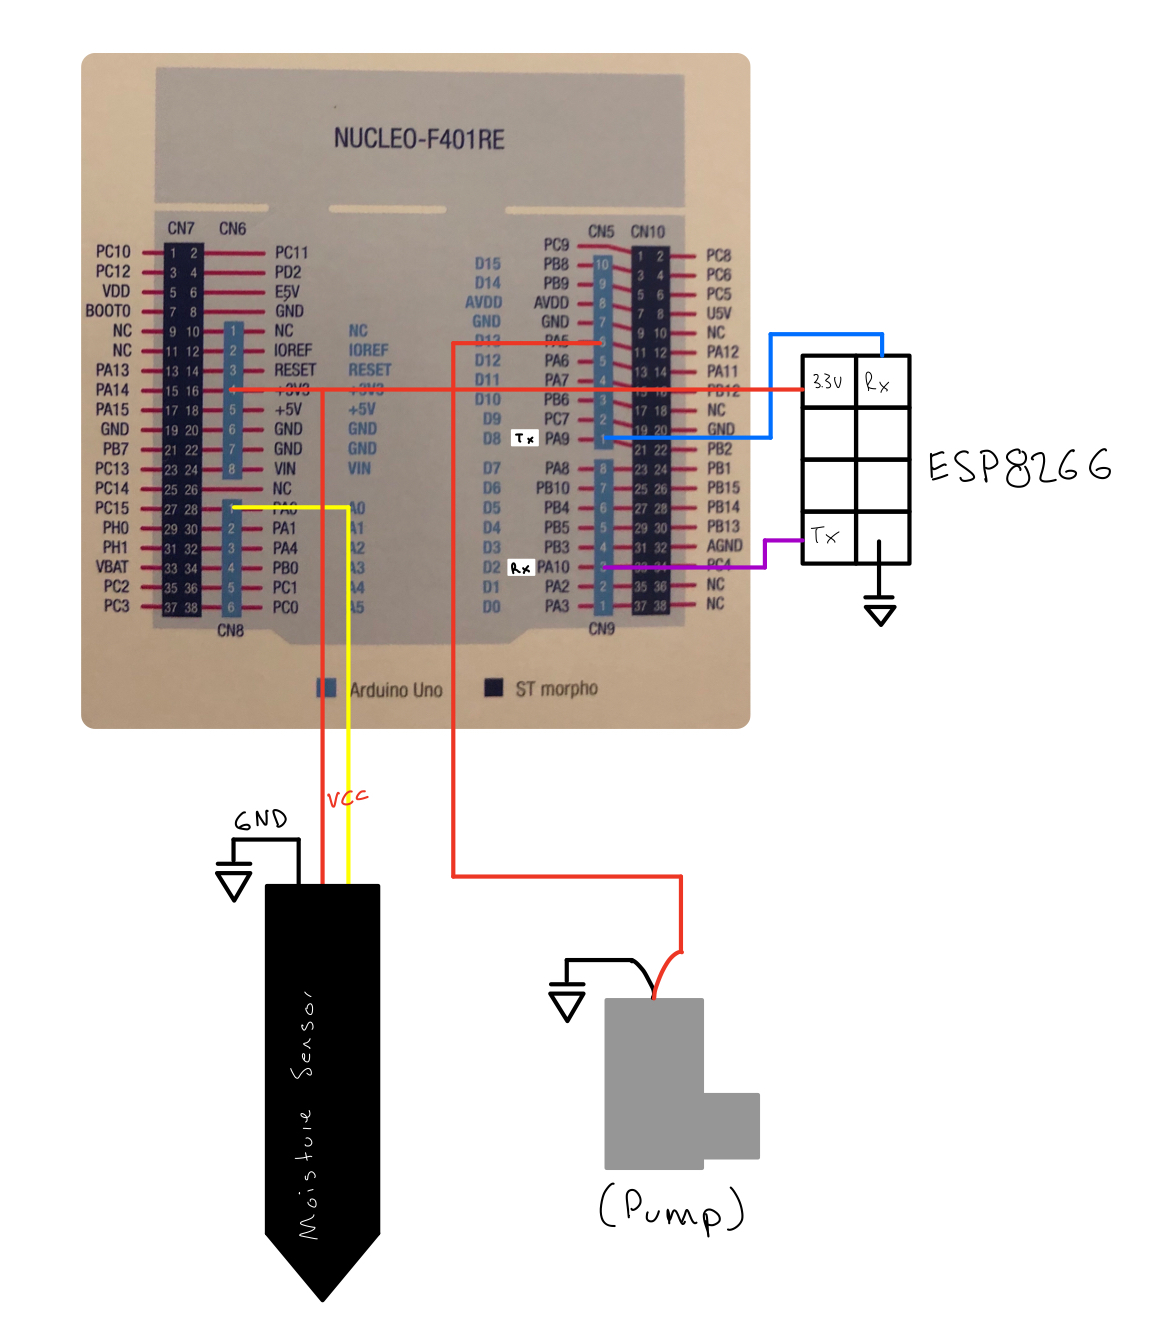 NUCLEO-F401RE
CN7 CN6
CN5 CN10
PC10 1 2 PC11
PC12 3 4 PD2
VDD 5 6 E5V
BOOT0 7 8 GND
NC 9 10 1 NC NC
NC 11 12 2 IOREF IOREF
PA13 13 14 3 RESET RESET
PA14 15 16 4 +3V3 +3V3
PA15 17 18 5 +5V +5V
GND 19 20 6 GND GND
PB7 21 22 7 GND GND
PC13 23 24 8 VIN VIN
PC14 25 26 NC
PC15 27 28 1 PA0 A0
PH0 29 30 2 PA1 A1
PH1 31 32 3 PA4 A2
VBAT 33 34 4 PB0 A3
PC2 35 36 5 PC1 A4
PC3 37 38 6 PC0 A5
CN8
PC9 1 2 PC8
D15 PB8 10 3 4 PC6
D14 PB9 9 5 6 PC5
AVDD AVDD 8 7 8 U5V
GND GND 7 9 10 NC
D13 PA5 6 11 12 PA12
D12 PA6 5 13 14 PA11
D11 PA7 4 15 16 PB12
D10 PB6 3 17 18 NC
D9 PC7 2 19 20 GND
D8 Tx PA9 1 21 22 PB2
D7 PA8 8 23 24 PB1
D6 PB10 7 25 26 PB15
D5 PB4 6 27 28 PB14
D4 PB5 5 29 30 PB13
D3 PB3 4 31 32 AGND
D2 Rx PA10 3 33 34 PC4
D1 PA2 2 35 36 NC
D0 PA3 1 37 38 NC
CN9
Arduino Uno ST morpho
3.3V Rx
Tx
ESP8266
VCC
GND
Moisture Sensor
(Pump)